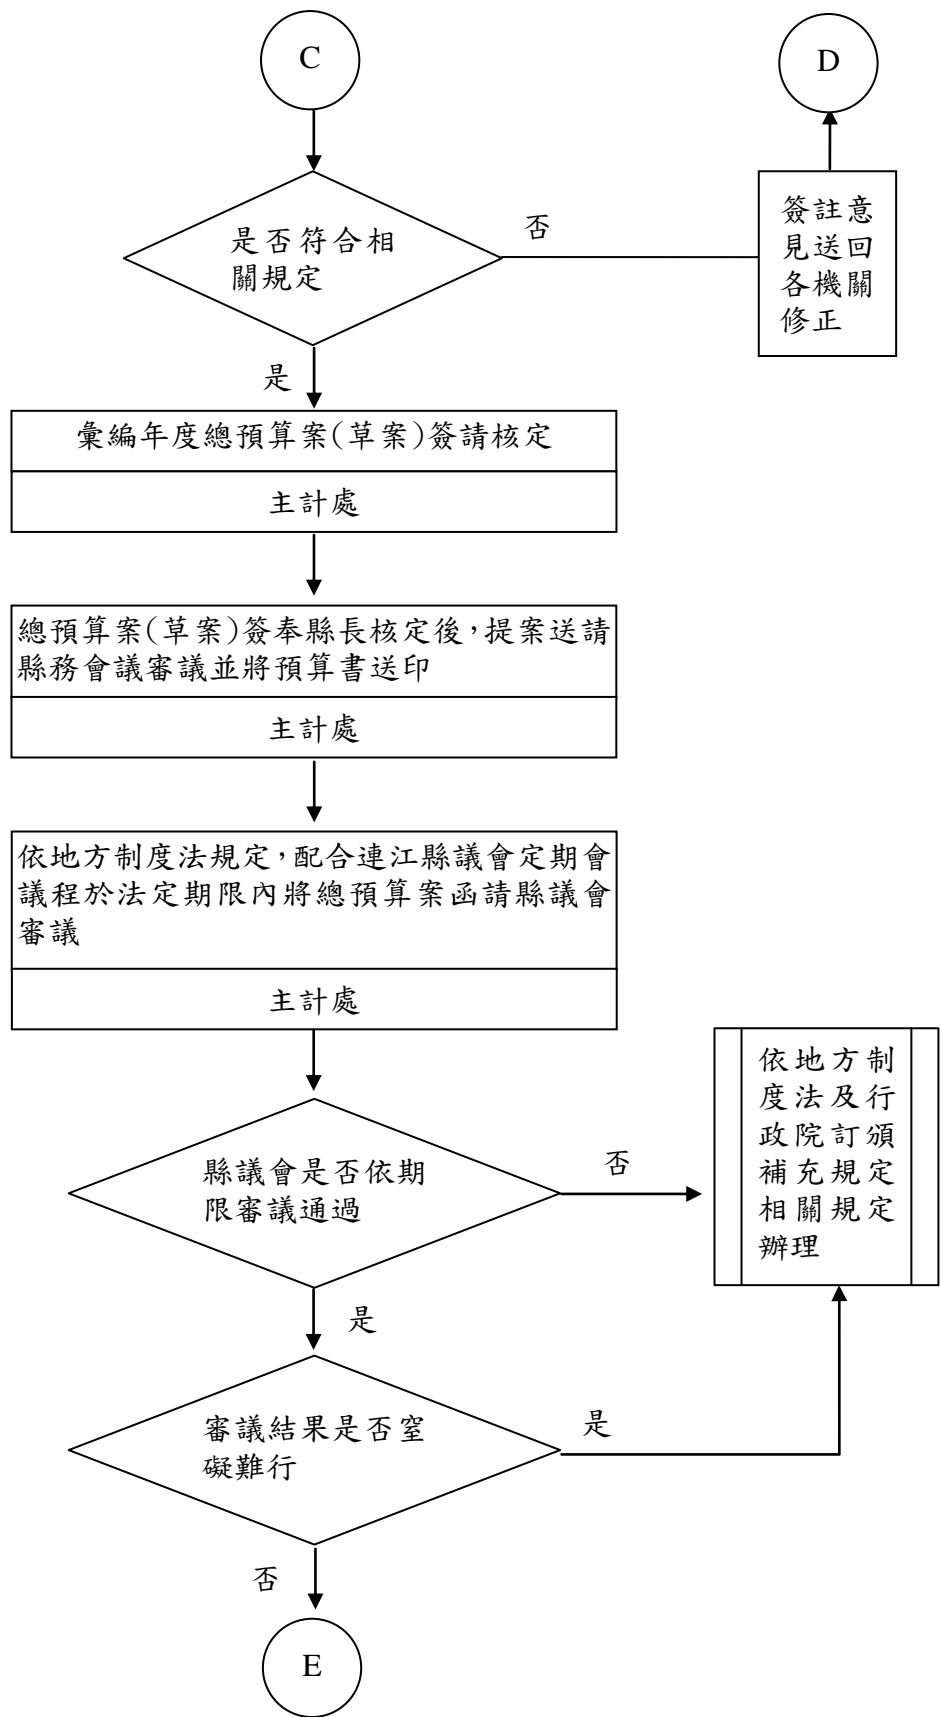 C
D
是否符合相
關規定
否
簽註意
見送回
各機關
修正
是
彙編年度總預算案(草案)簽請核定
主計處
總預算案(草案)簽奉縣長核定後,提案送請
縣務會議審議並將預算書送印
主計處
依地方制度法規定,配合連江縣議會定期會
議程於法定期限內將總預算案函請縣議會
審議
主計處
縣議會是否依期
限審議通過
否
依地方制
度法及行
政院訂頒
補充規定
相關規定
辦理
是
審議結果是否窒
礙難行
是
否
E